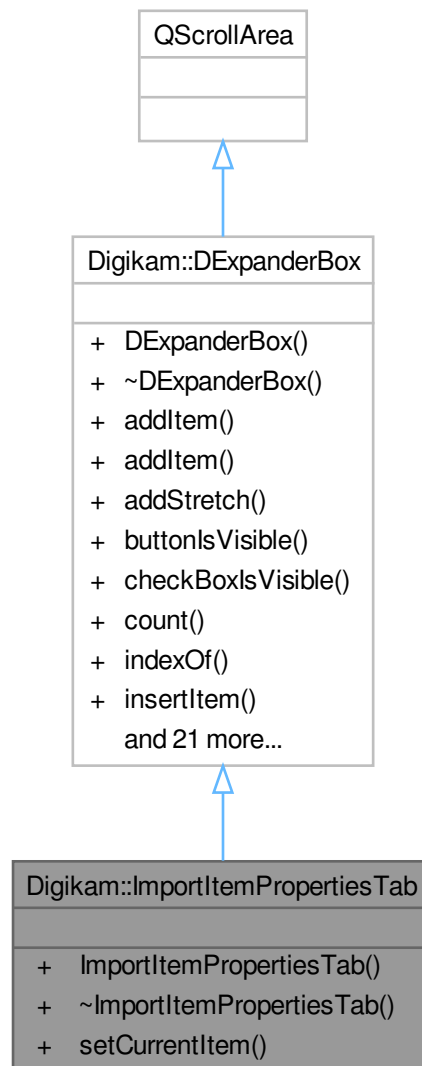 QScrollArea
Digikam::DExpanderBox
+ DExpanderBox()
+ ~DExpanderBox()
+ addItem()
+ addItem()
+ addStretch()
+ buttonIsVisible()
+ checkBoxIsVisible()
+ count()
+ indexOf()
+ insertItem()
and 21 more...
Digikam::ImportItemPropertiesTab
+ ImportItemPropertiesTab()
+ ~ImportItemPropertiesTab()
+ setCurrentItem()